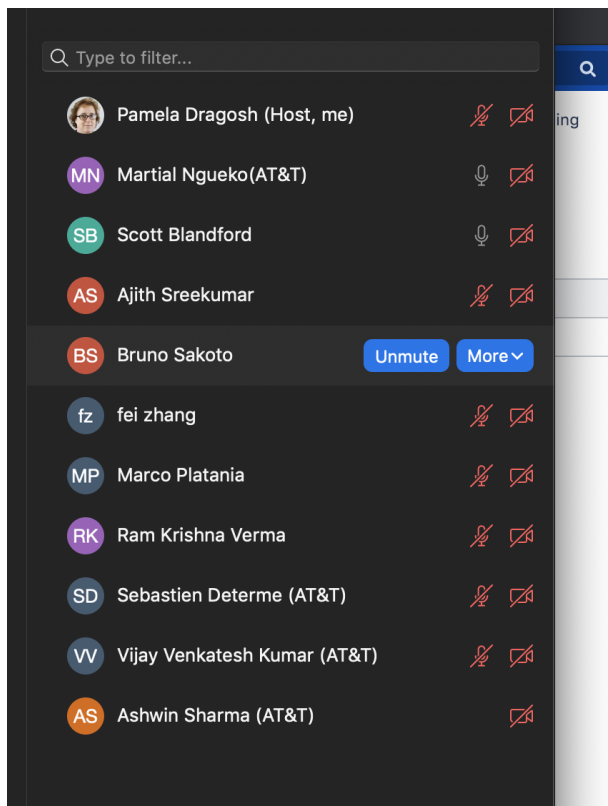 Type to filter...
Pamela Dragosh (Host, me)
ing
MN Martial Ngueko(AT&T)
SB Scott Blandford
AS Ajith Sreekumar
BS Bruno Sakoto Unmute More
fz fei zhang
MP Marco Platania
RK Ram Krishna Verma
SD Sebastien Determe (AT&T)
VV Vijay Venkatesh Kumar (AT&T)
AS Ashwin Sharma (AT&T)